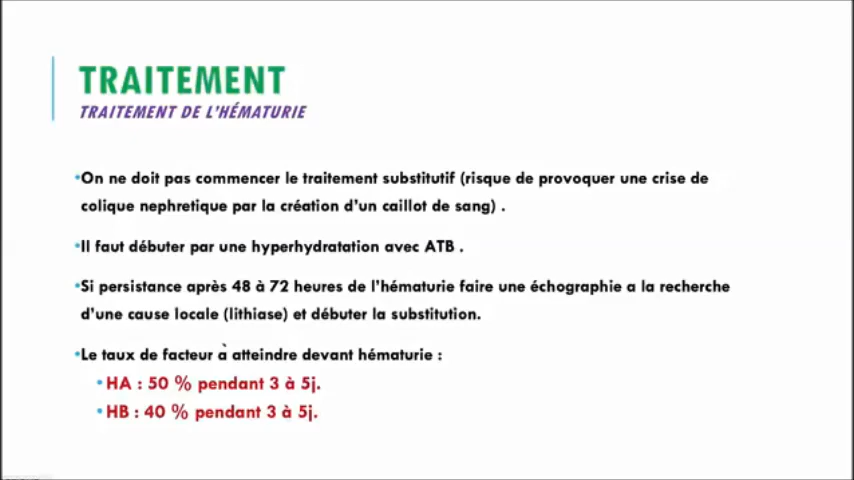 TRAITEMENT
TRAITEMENT DE L'HÉMATURIE
•On ne doit pas commencer le traitement substitutif (risque de provoquer une crise de
colique nephretique par la création d'un caillot de sang) .
•Il faut débuter par une hyperhydratation avec ATB .
•Si persistance après 48 à 72 heures de l'hématurie faire une échographie a la recherche
d'une cause locale (lithiase) et débuter la substitution.
•Le taux de facteur à atteindre devant hématurie :
•HA : 50 % pendant 3 à 5j.
•HB : 40 % pendant 3 à 5j.